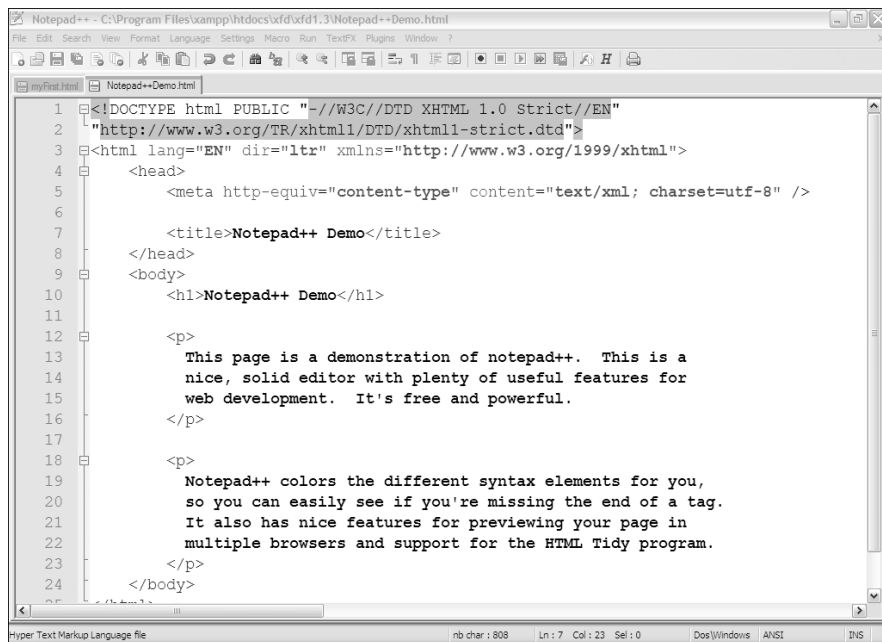 Notepad++ - C:\Program Files\xampp\htdocs\xfd\xfd1.3\Notepad++Demo.html
File Edit Search View Format Language Settings Macro Run TextFX Plugins Window ?
myFirst.html Notepad++Demo.html
1 <!DOCTYPE html PUBLIC "-//W3C//DTD XHTML 1.0 Strict//EN"
2 "http://www.w3.org/TR/xhtml1/DTD/xhtml1-strict.dtd">
3 <html lang="EN" dir="ltr" xmlns="http://www.w3.org/1999/xhtml">
4 <head>
5 <meta http-equiv="content-type" content="text/xml; charset=utf-8" />
6
7 <title>Notepad++ Demo</title>
8 </head>
9 <body>
10 <h1>Notepad++ Demo</h1>
11
12 <p>
13 This page is a demonstration of notepad++.  This is a
14 nice, solid editor with plenty of useful features for
15 web development.  It's free and powerful.
16 </p>
17
18 <p>
19 Notepad++ colors the different syntax elements for you,
20 so you can easily see if you're missing the end of a tag.
21 It also has nice features for previewing your page in
22 multiple browsers and support for the HTML Tidy program.
23 </p>
24 </body>
25 </html>
Hyper Text Markup Language file nb char : 808 Ln : 7 Col : 23 Sel : 0 Dos\Windows ANSI INS